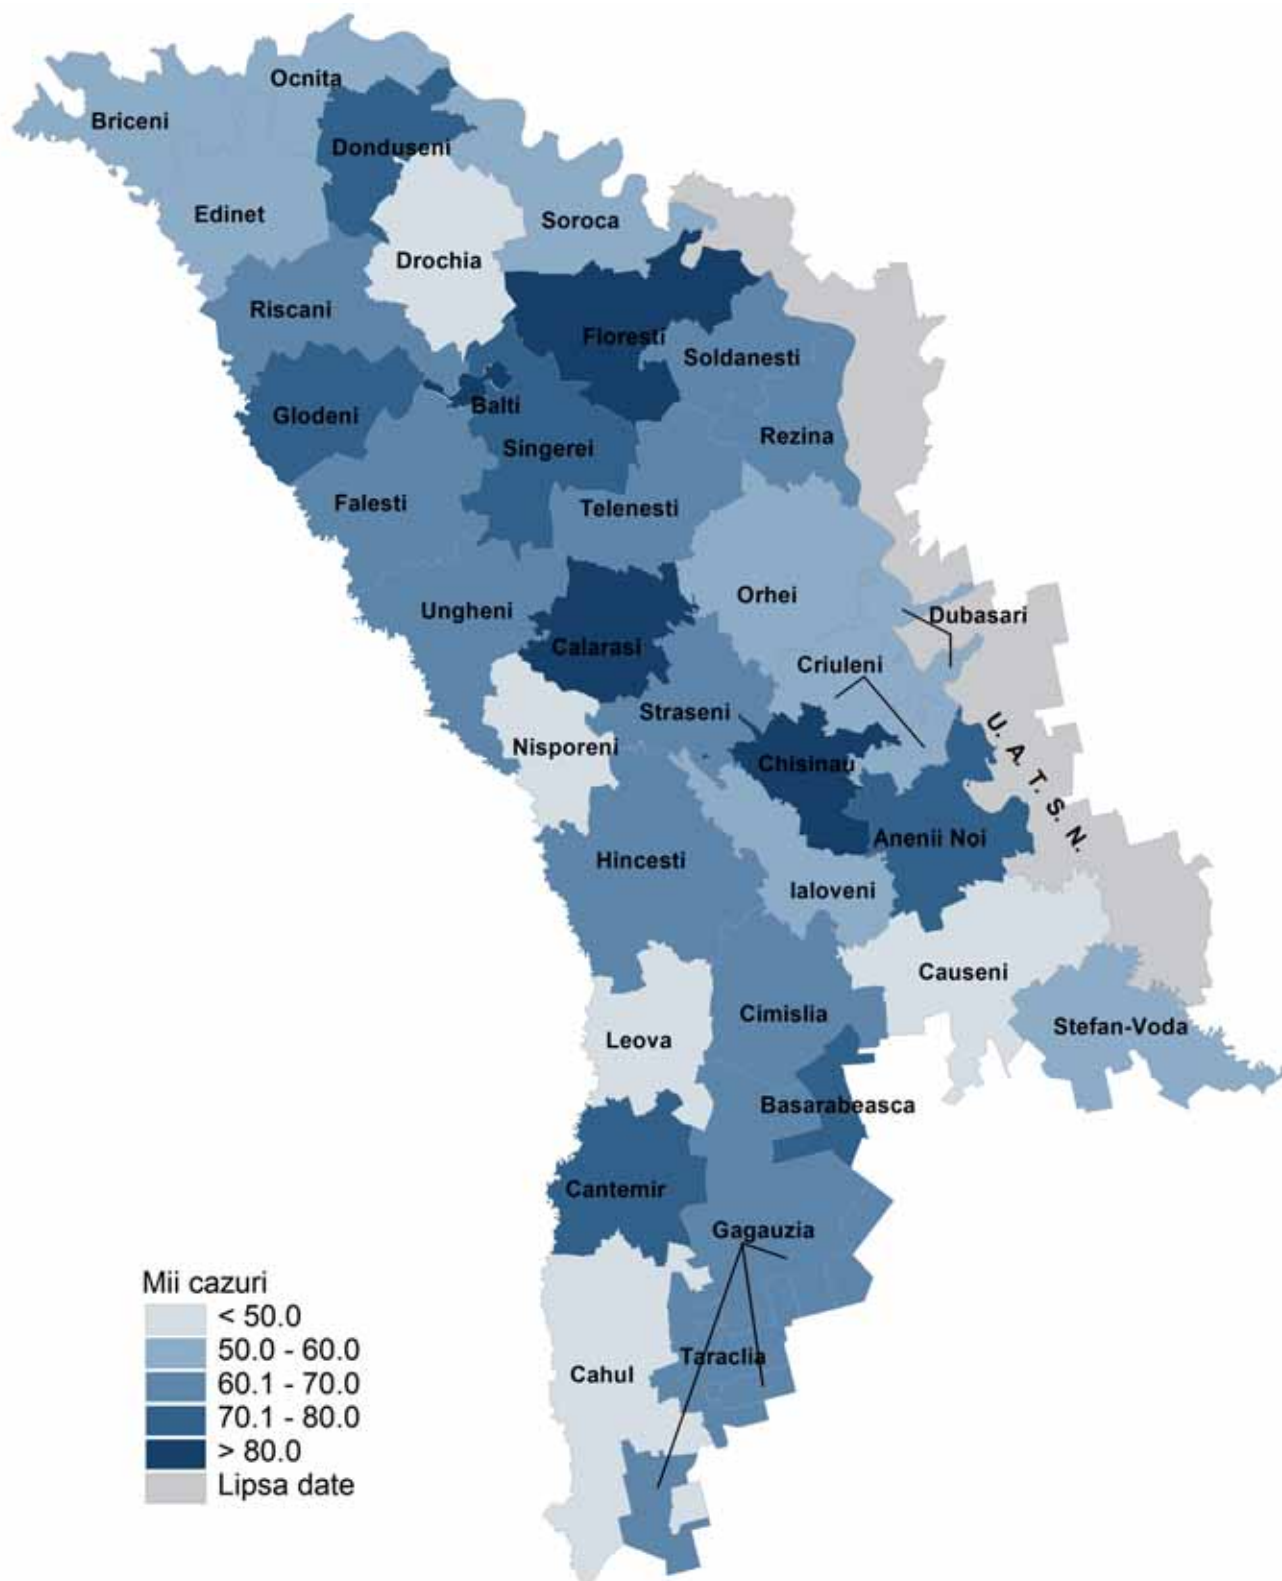 Ocnita
Briceni
Donduseni
Edinet
Soroca
Drochia
Riscani
Floresti
Soldanesti
Glodeni
Balti
Rezina
Singerei
Falesti
Telenesti
Orhei
Ungheni
Dubasari
Calarasi
Criuleni
Straseni
Nisporeni
Chisinau
U. A. T. S. N.
Anenii Noi
Hincesti
Ialoveni
Causeni
Cimislia
Stefan-Voda
Leova
Basarabeasca
Cantemir
Gagauzia
Taraclia
Cahul
Mii cazuri
< 50.0
50.0 - 60.0
60.1 - 70.0
70.1 - 80.0
> 80.0
Lipsa date